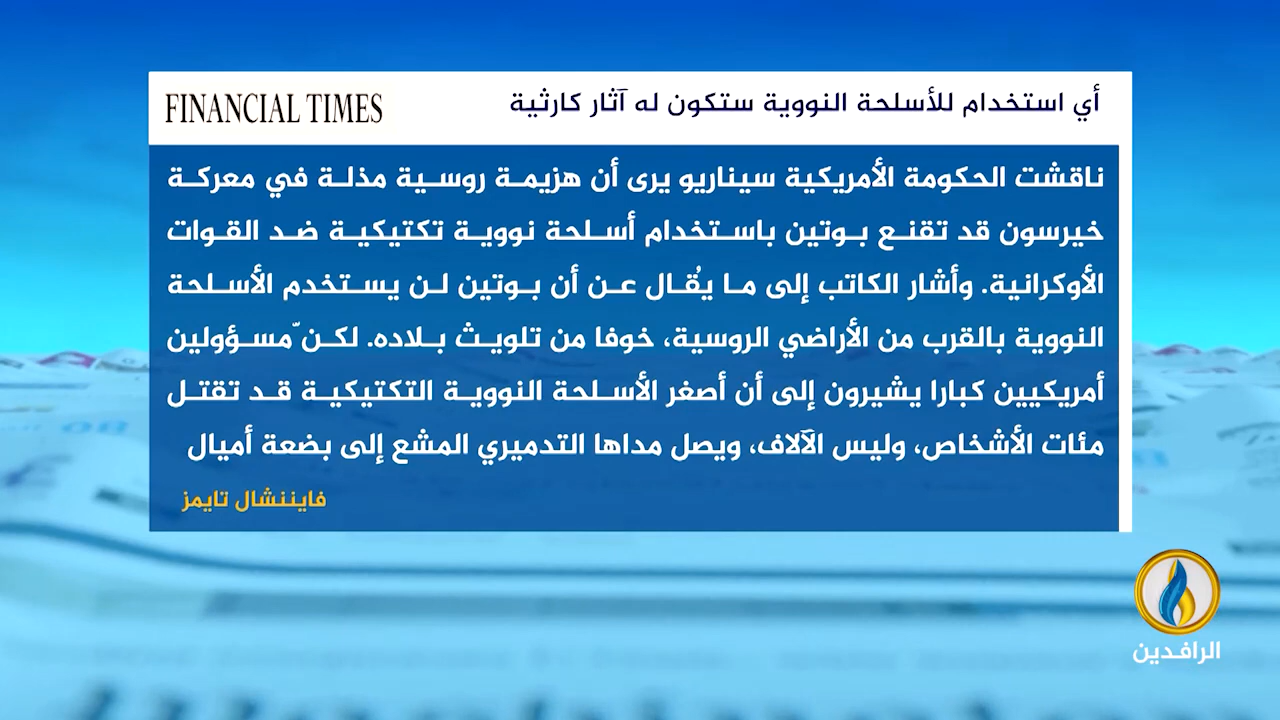 أي استخدام للأسلحة النووية ستكون له آثار كارثية
FINANCIAL TIMES
ناقشت الحكومة الأمريكية سيناريو يرى أن هزيمة روسية مذلة في معركة
خيرسون قد تقنع بوتين باستخدام أسلحة نووية تكتيكية ضد القوات
الأوكرانية. وأشار الكاتب إلى ما يُقال عن أن بوتين لن يستخدم الأسلحة
النووية بالقرب من الأراضي الروسية، خوفا من تلويث بلاده. لكنّ مسؤولين
أمريكيين كبارا يشيرون إلى أن أصغر الأسلحة النووية التكتيكية قد تقتل
مئات الأشخاص، وليس الآلاف، ويصل مداها التدميري المشع إلى بضعة أميال
فايننشال تايمز
الرافدين